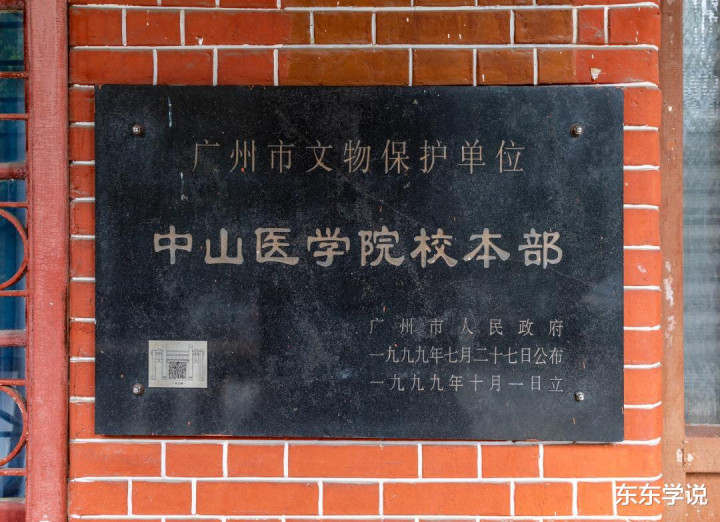 广州市文物保护单位
中山医学院校本部
广州市人民政府
一九九九年七月二十七日公布
一九九九年十月一日立
东东学说